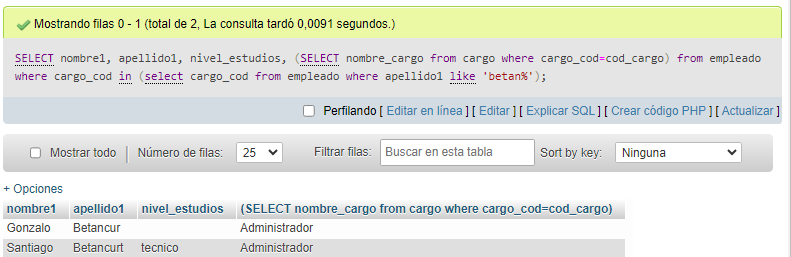 Mostrando filas 0 - 1 (total de 2, La consulta tardó 0,0091 segundos.)
SELECT nombre1, apellido1, nivel_estudios, (SELECT nombre_cargo from cargo where cargo_cod=cod_cargo) from empleado
where cargo_cod in (select cargo_cod from empleado where apellido1 like 'betan%');
Perfilando [ Editar en línea ] [ Editar ] [ Explicar SQL ] [ Crear código PHP ] [ Actualizar ]
Mostrar todo Número de filas: 25 Filtrar filas: Buscar en esta tabla Sort by key: Ninguna
+ Opciones
nombre1 apellido1 nivel_estudios (SELECT nombre_cargo from cargo where cargo_cod=cod_cargo)
Gonzalo Betancur Administrador
Santiago Betancurt tecnico Administrador